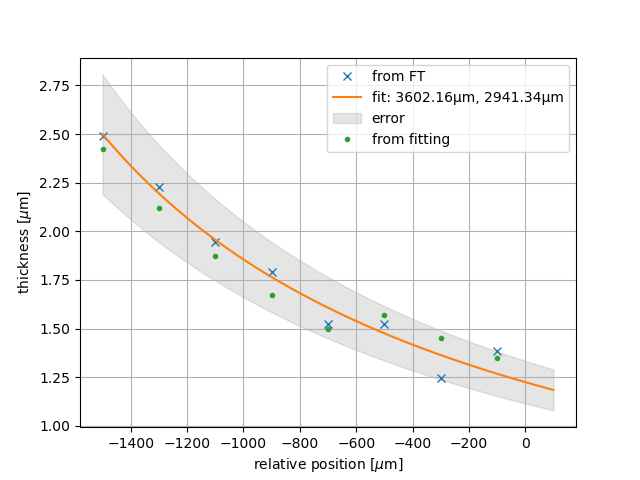 from FT
fit: 3602.16μm, 2941.34μm
error
from fitting
2.75
2.50
2.25
2.00
1.75
1.50
1.25
1.00
thickness [μm]
−1400 −1200 −1000 −800 −600 −400 −200 0
relative position [μm]